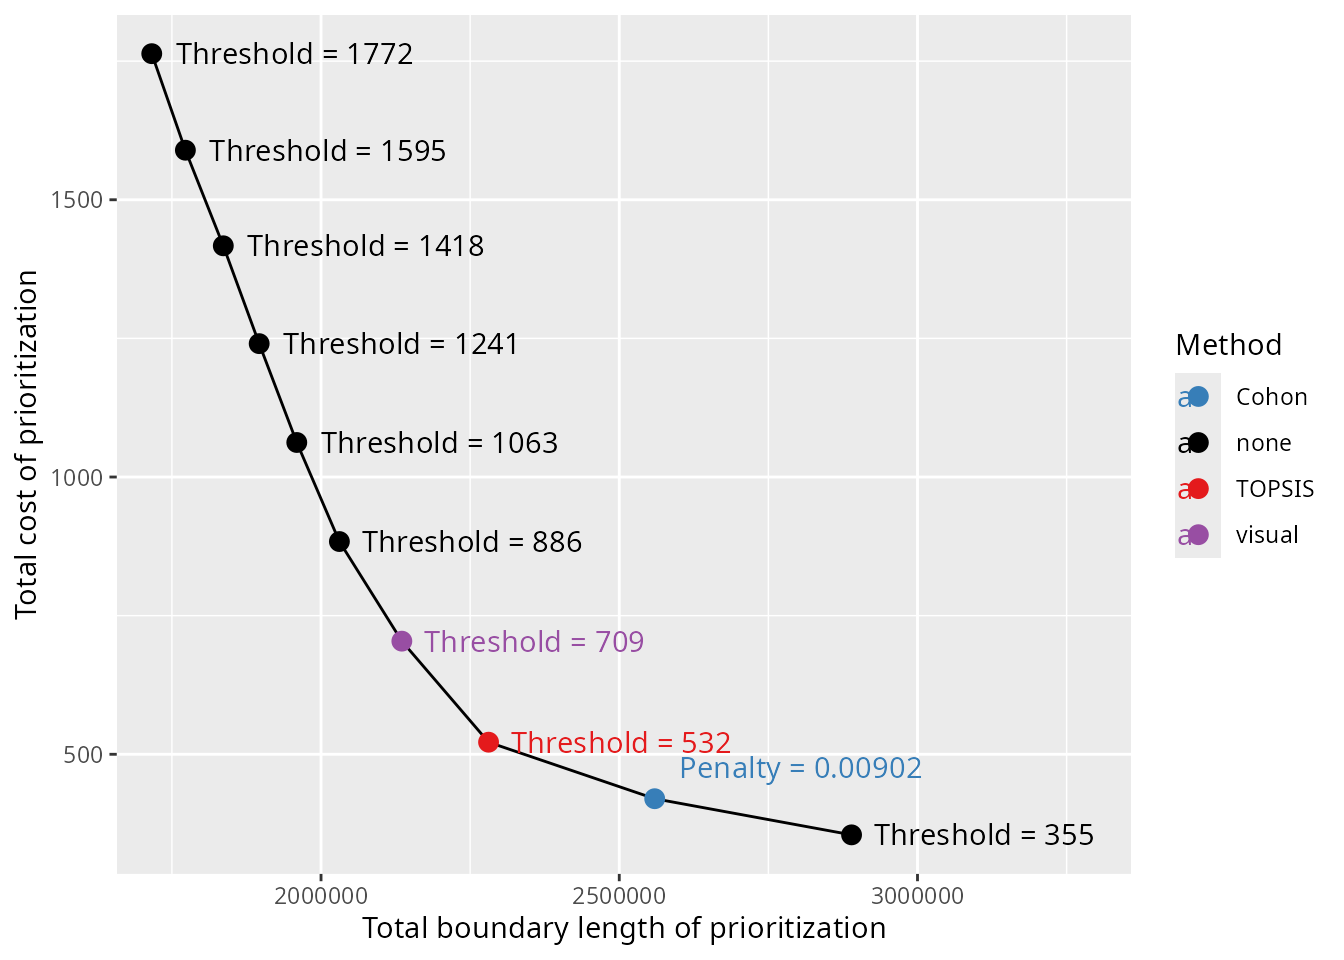 Threshold = 1772
Threshold = 1595
1500
Threshold = 1418
Threshold = 1241
Threshold = 1063
1000
Threshold = 886
Threshold = 709
Threshold = 532
500
Penalty = 0.00902
Threshold = 355
2000000
2500000
3000000
Total boundary length of prioritization
Total cost of prioritization
Method
a Cohon
a none
a TOPSIS
a visual